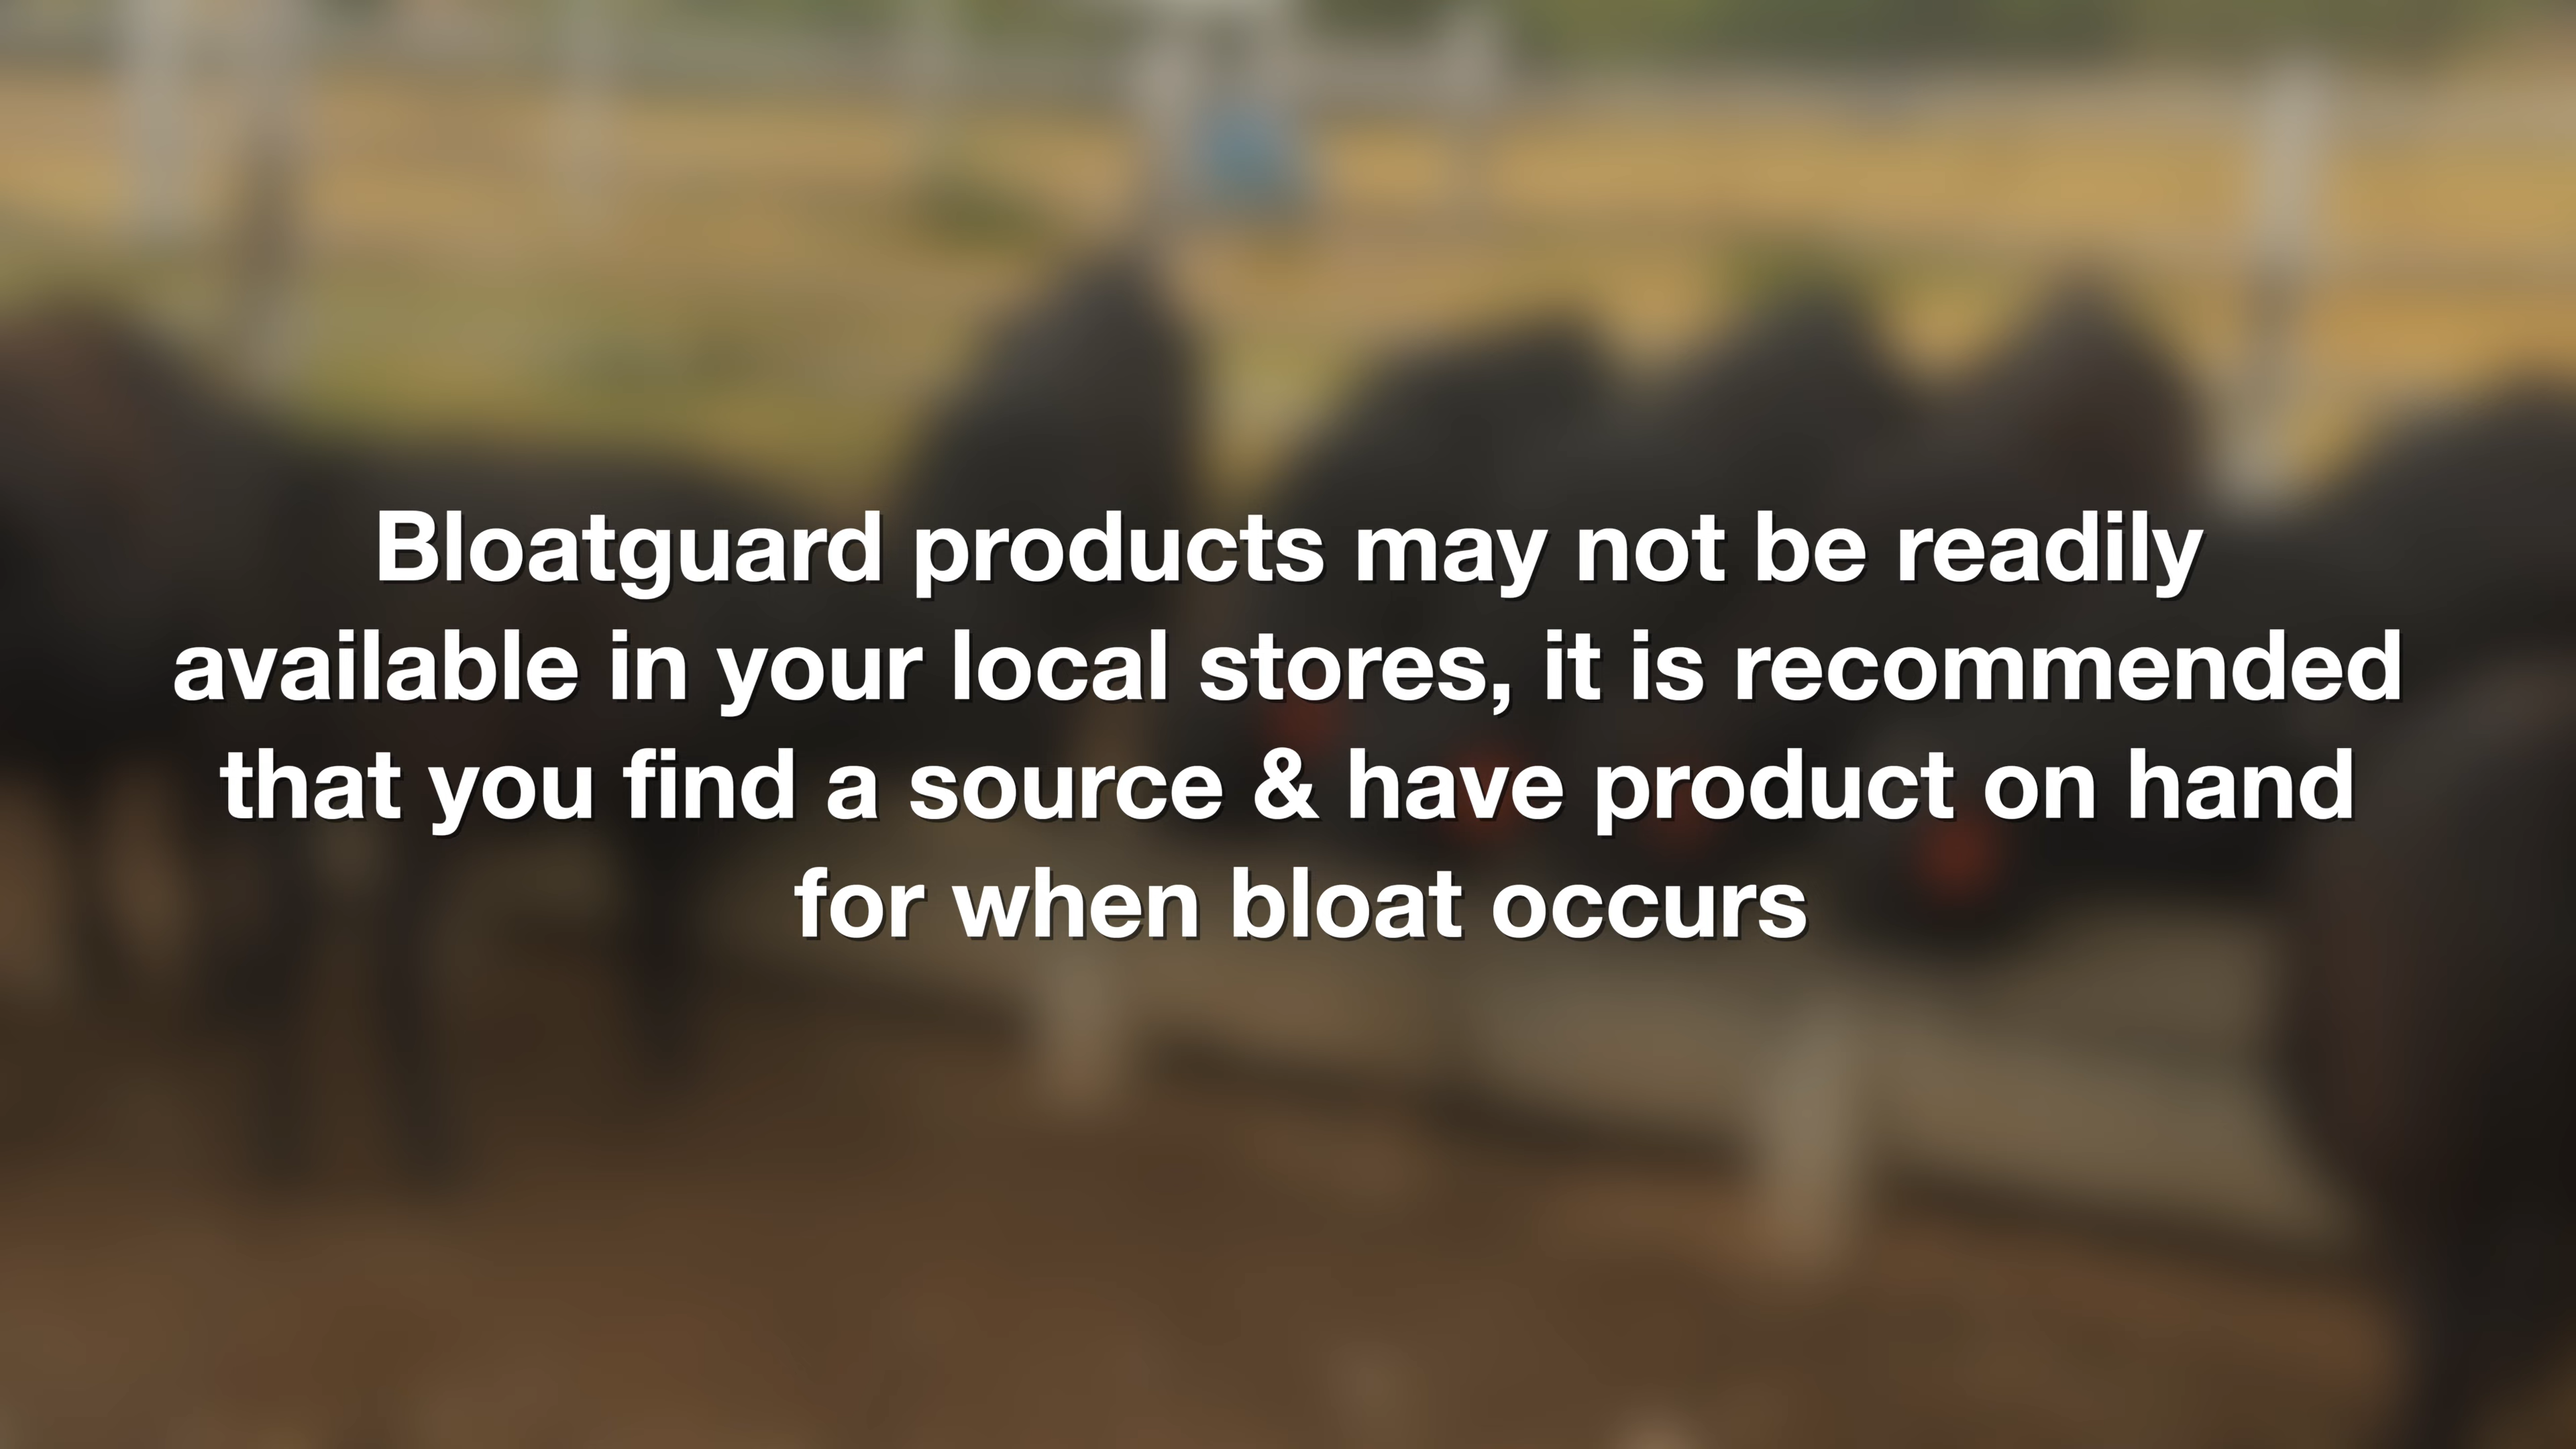 Bloatguard products may not be readily
available in your local stores, it is recommended
that you find a source & have product on hand
for when bloat occurs